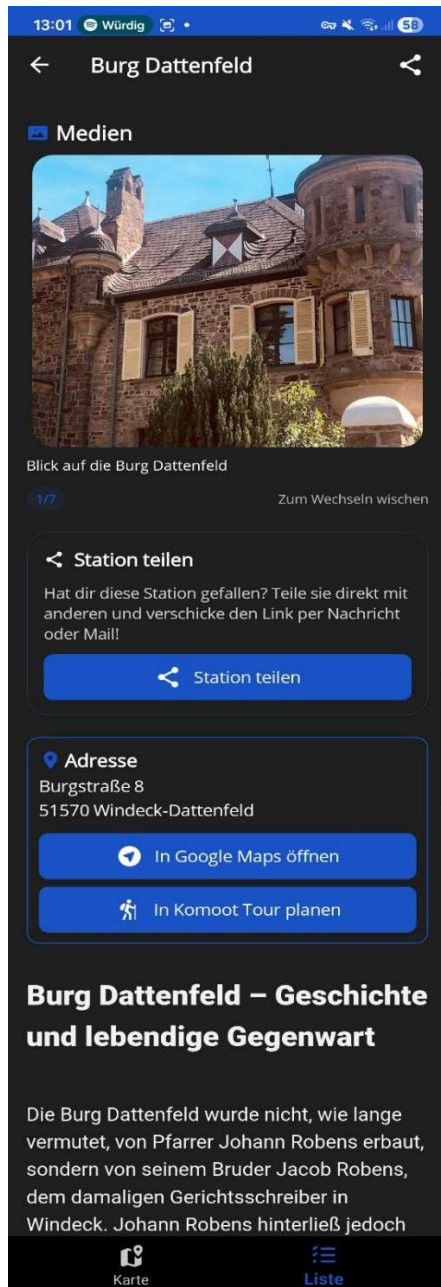 13:01 Würdig 58
Burg Dattenfeld
Medien
Blick auf die Burg Dattenfeld
1/7 Zum Wechseln wischen
Station teilen
Hat dir diese Station gefallen? Teile sie direkt mit
anderen und verschicke den Link per Nachricht
oder Mail!
Station teilen
Adresse
Burgstraße 8
51570 Windeck-Dattenfeld
In Google Maps öffnen
In Komoot Tour planen
Burg Dattenfeld – Geschichte
und lebendige Gegenwart
Die Burg Dattenfeld wurde nicht, wie lange
vermutet, von Pfarrer Johann Robens erbaut,
sondern von seinem Bruder Jacob Robens,
dem damaligen Gerichtsschreiber in
Windeck. Johann Robens hinterließ jedoch
Karte Liste